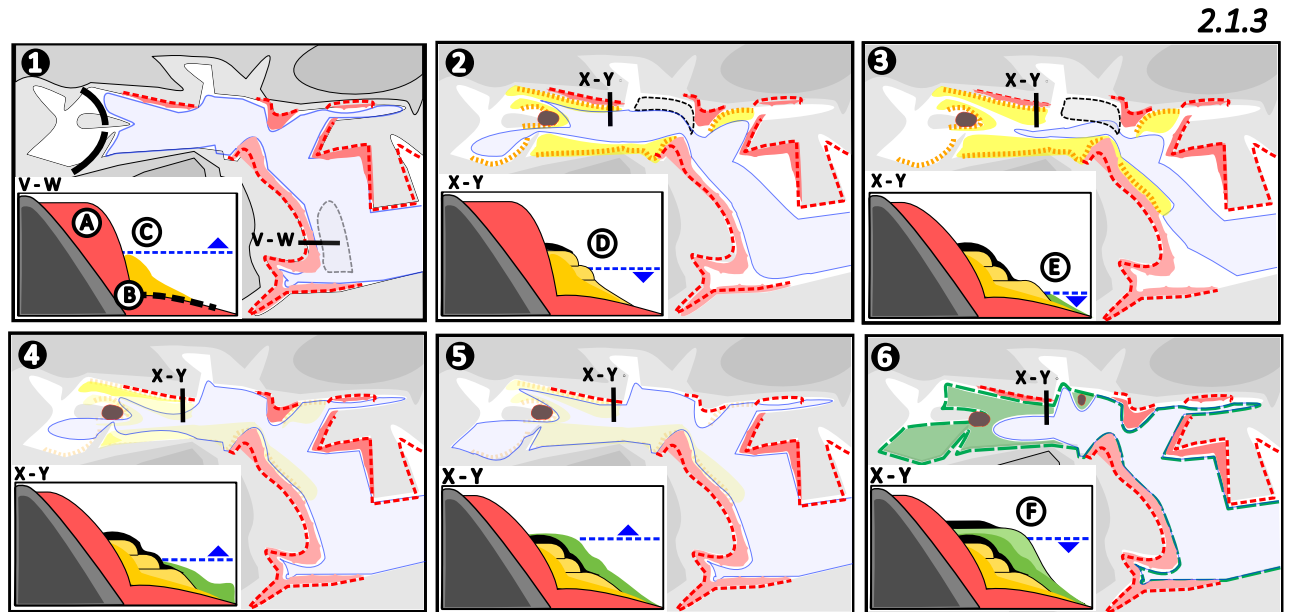 2.1.3
1
V - W
A
C
B
V - W
2
X - Y
X - Y
D
3
X - Y
X - Y
E
4
X - Y
X - Y
5
X - Y
X - Y
6
X - Y
X - Y
F